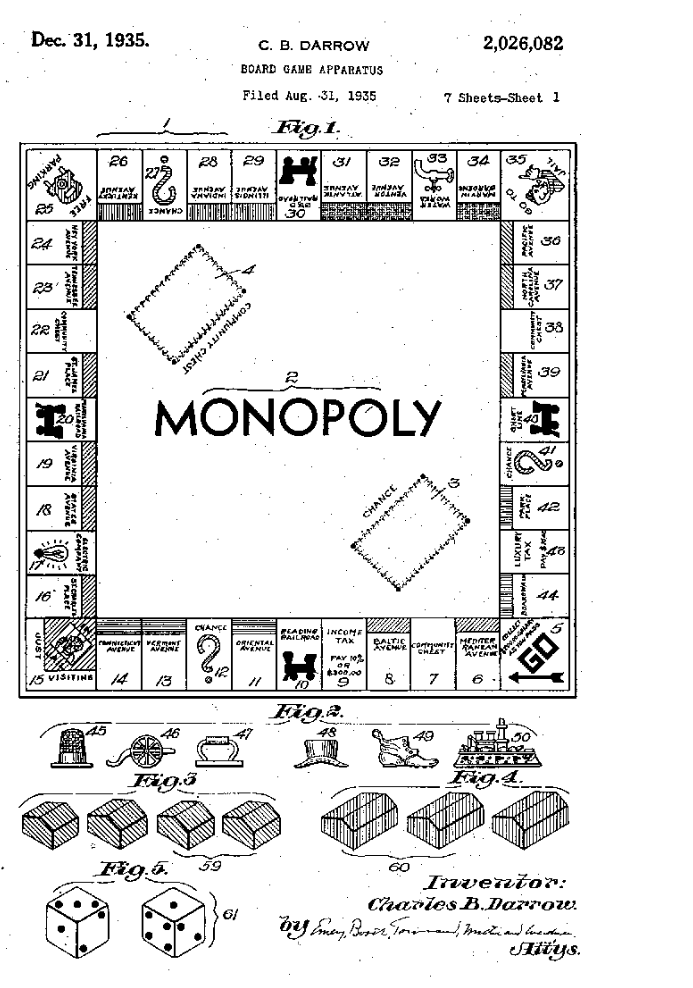 Dec. 31, 1935.
C. B. DARROW
2,026,082
BOARD GAME APPARATUS
Filed Aug. 31, 1935
7 Sheets-Sheet 1
Fig.1.
1
FREE PARKING
25
26
KENTUCKY AVENUE
27
CHANCE
28
INDIANA AVENUE
29
ILLINOIS AVENUE
30
B&O RAILROAD
31
ATLANTIC AVENUE
32
VENTNOR AVENUE
33
WATER WORKS
34
MARVIN GARDENS
35
GO TO JAIL
24
NEW YORK AVENUE
23
TENNESSEE AVENUE
22
COMMUNITY CHEST
21
ST. JAMES PLACE
20
RAILROAD
19
VIRGINIA AVENUE
18
STATES AVENUE
17
ELECTRIC COMPANY
16
PLACE
36
PACIFIC AVENUE
37
NORTH CAROLINA AVENUE
38
COMMUNITY CHEST
39
AVENUE
40
SHORT LINE
41
CHANCE
42
PARK PLACE
43
LUXURY TAX
44
BOARDWALK
4
COMMUNITY CHEST
2
MONOPOLY
3
CHANCE
JUST
15 VISITING
CONNECTICUT AVENUE
14
VERMONT AVENUE
13
CHANCE
12
ORIENTAL AVENUE
11
READING RAILROAD
10
INCOME TAX
PAY 10%
OR
$300.00
9
BALTIC AVENUE
8
COMMUNITY CHEST
7
MEDITERRANEAN AVENUE
6
GO
5
Fig.2.
45
46
47
48
49
50
Fig.3
Fig.4.
59
60
Fig.5.
61
Inventor:
Charles B. Darrow.
by
Attys.